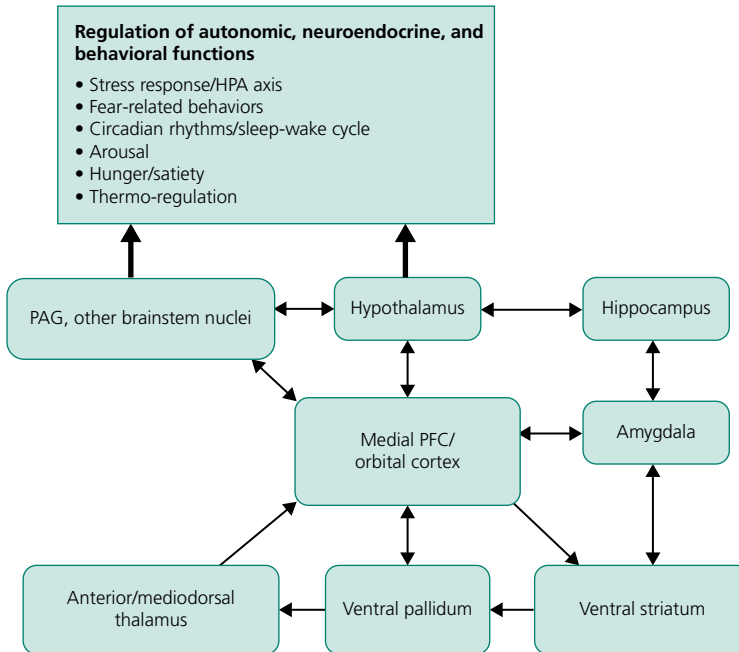 Regulation of autonomic, neuroendocrine, and
behavioral functions
• Stress response/HPA axis
• Fear-related behaviors
• Circadian rhythms/sleep-wake cycle
• Arousal
• Hunger/satiety
• Thermo-regulation
PAG, other brainstem nuclei
Hypothalamus
Hippocampus
Medial PFC/
orbital cortex
Amygdala
Anterior/mediodorsal
thalamus
Ventral pallidum
Ventral striatum